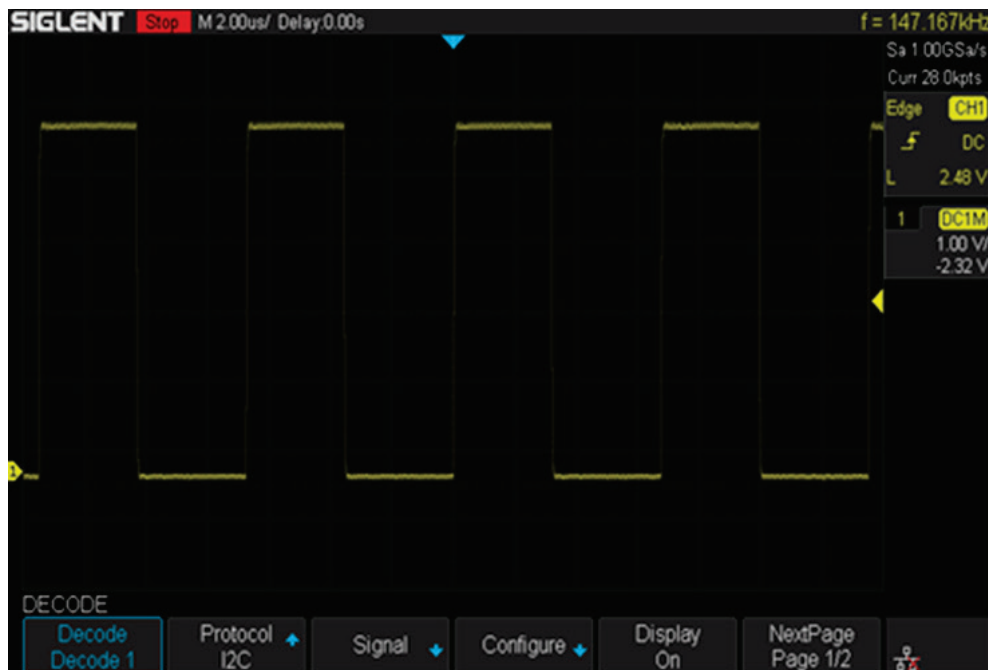 SIGLENT Stop M 2.00us/ Delay:0.00s f = 147.167kHz
Sa 1.00GSa/s
Curr 28.0kpts
Edge CH1
DC
L 2.48 V
1 DC1M
1.00 V/
-2.32 V
1
DECODE
Decode Protocol Signal Configure Display NextPage
Decode 1 I2C On Page 1/2